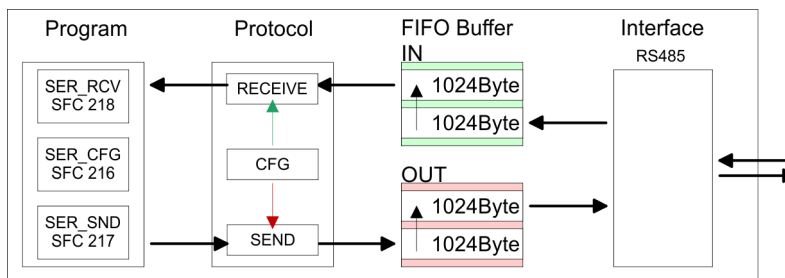 Program
Protocol
FIFO Buffer
IN
Interface
RS485
SER_RCV
SFC 218
SER_CFG
SFC 216
SER_SND
SFC 217
RECEIVE
CFG
SEND
1024Byte
1024Byte
OUT
1024Byte
1024Byte